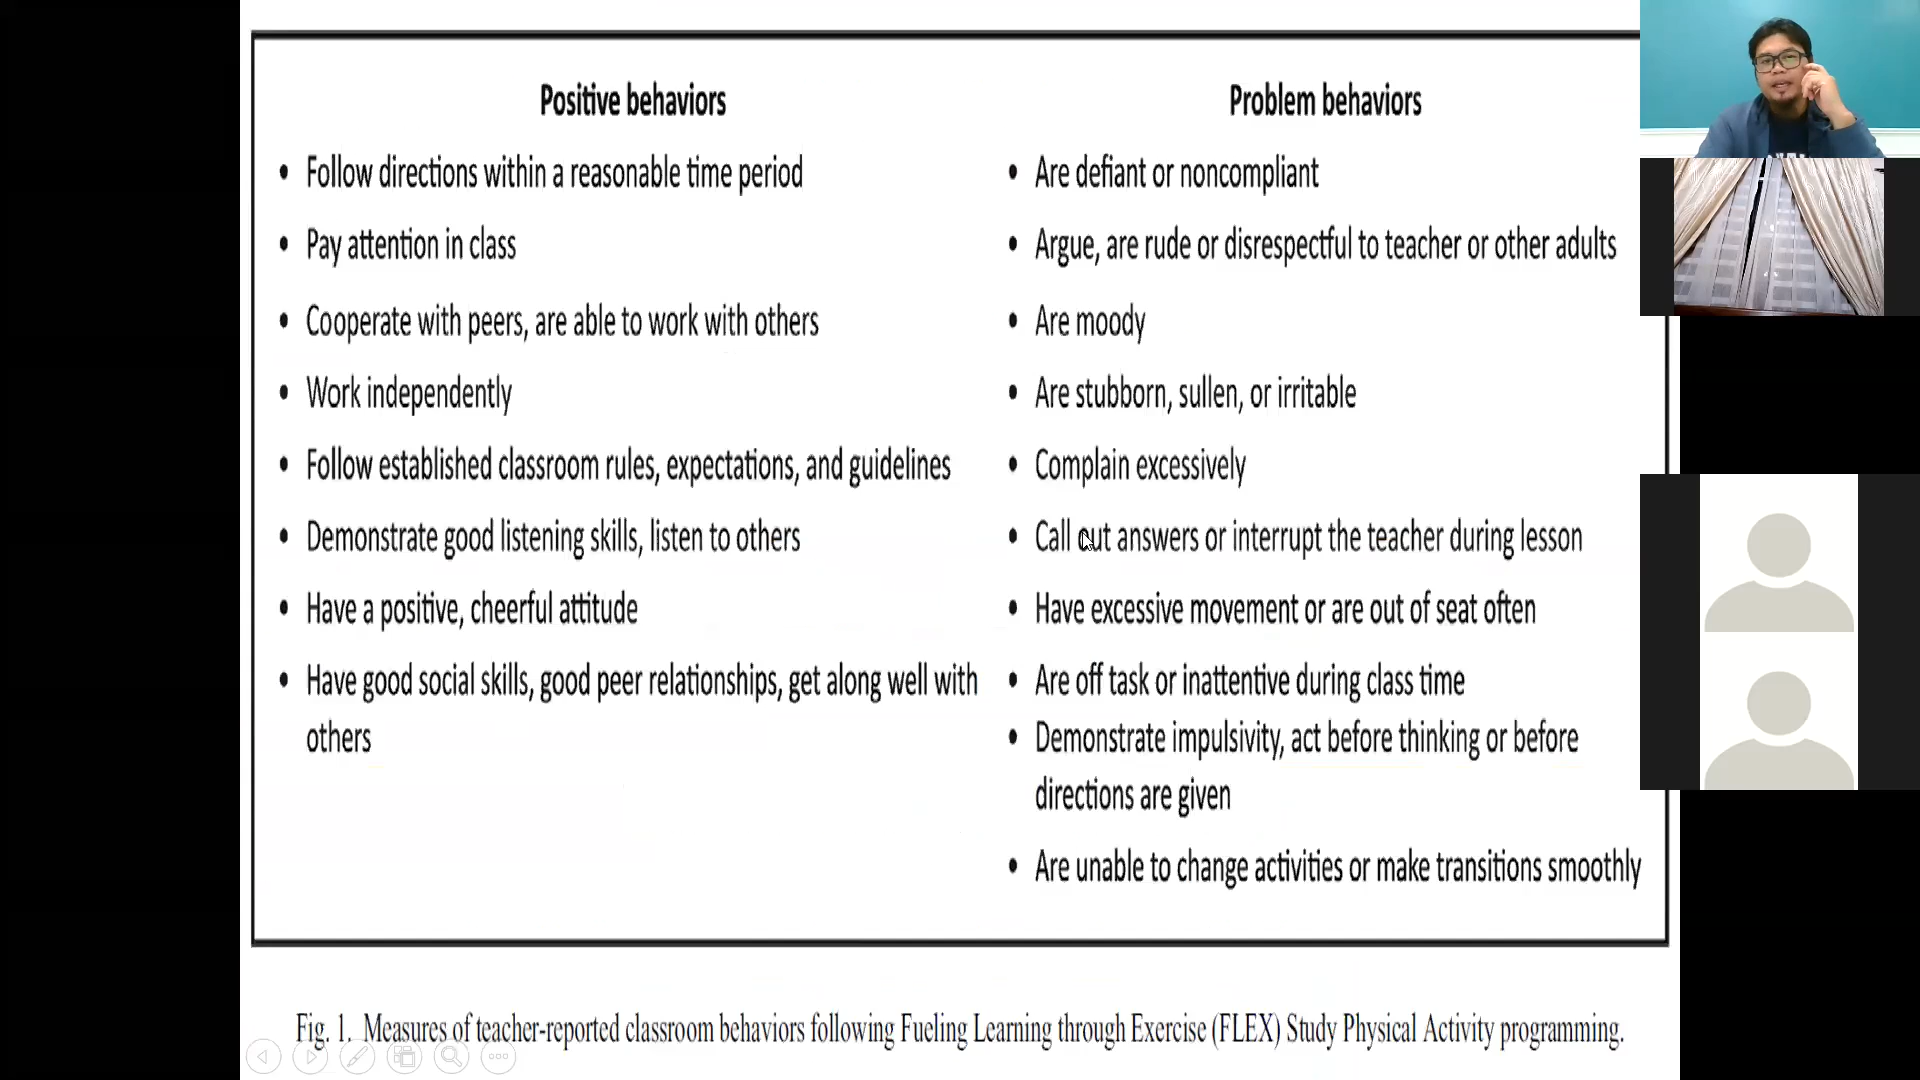 Positive behaviors
• Follow directions within a reasonable time period
• Pay attention in class
• Cooperate with peers, are able to work with others
• Work independently
• Follow established classroom rules, expectations, and guidelines
• Demonstrate good listening skills, listen to others
• Have a positive, cheerful attitude
• Have good social skills, good peer relationships, get along well with
others
Problem behaviors
• Are defiant or noncompliant
• Argue, are rude or disrespectful to teacher or other adults
• Are moody
• Are stubborn, sullen, or irritable
• Complain excessively
• Call out answers or interrupt the teacher during lesson
• Have excessive movement or are out of seat often
• Are off task or inattentive during class time
• Demonstrate impulsivity, act before thinking or before
directions are given
• Are unable to change activities or make transitions smoothly
Fig. 1. Measures of teacher-reported classroom behaviors following Fueling Learning through Exercise (FLEX) Study Physical Activity programming.